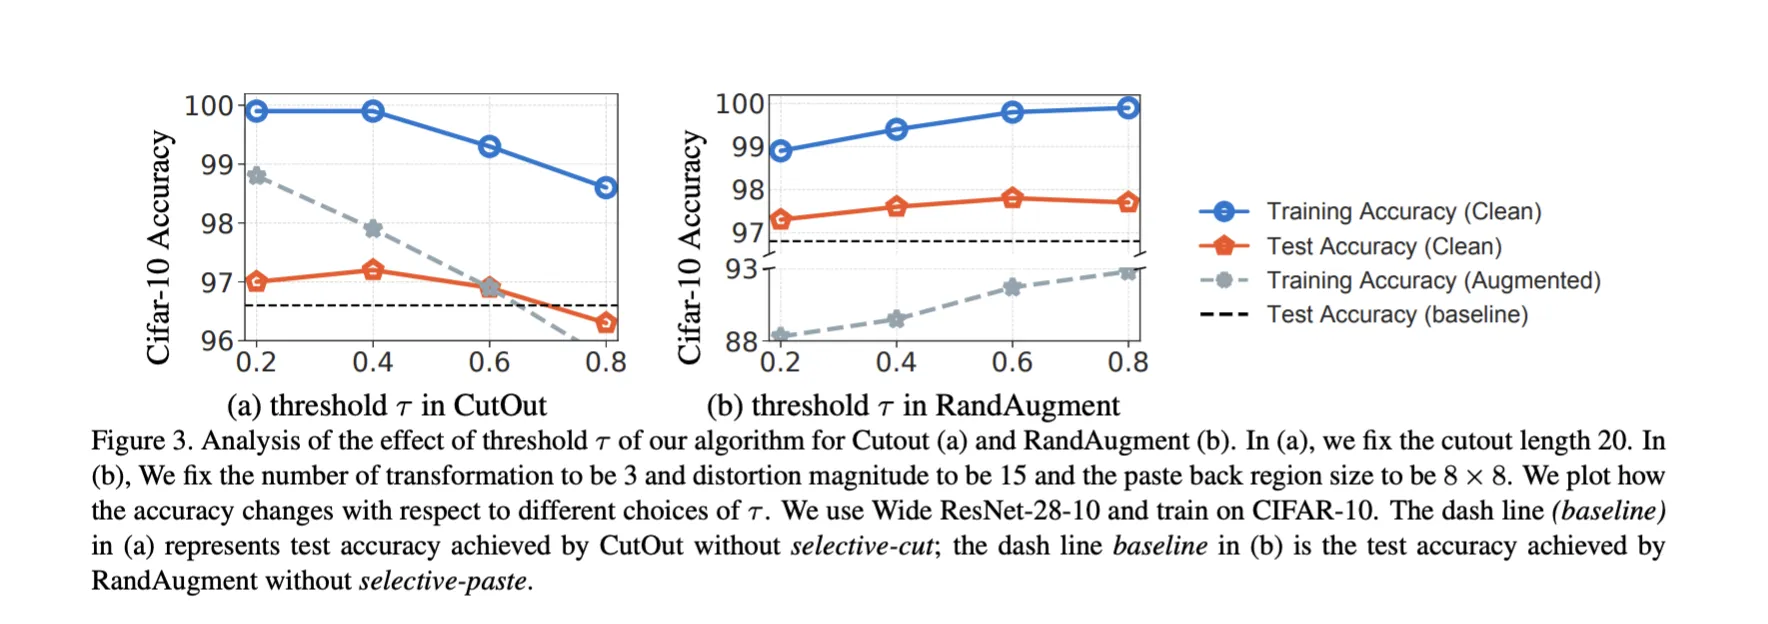 100
99
98
97
96
Cifar-10 Accuracy
0.2 0.4 0.6 0.8
(a) threshold τ in CutOut
100
99
98
97
93
88
Cifar-10 Accuracy
0.2 0.4 0.6 0.8
(b) threshold τ in RandAugment
Training Accuracy (Clean)
Test Accuracy (Clean)
Training Accuracy (Augmented)
Test Accuracy (baseline)
Figure 3. Analysis of the effect of threshold τ of our algorithm for Cutout (a) and RandAugment (b). In (a), we fix the cutout length 20. In
(b), We fix the number of transformation to be 3 and distortion magnitude to be 15 and the paste back region size to be 8 × 8. We plot how
the accuracy changes with respect to different choices of τ. We use Wide ResNet-28-10 and train on CIFAR-10. The dash line (baseline)
in (a) represents test accuracy achieved by CutOut without selective-cut; the dash line baseline in (b) is the test accuracy achieved by
RandAugment without selective-paste.